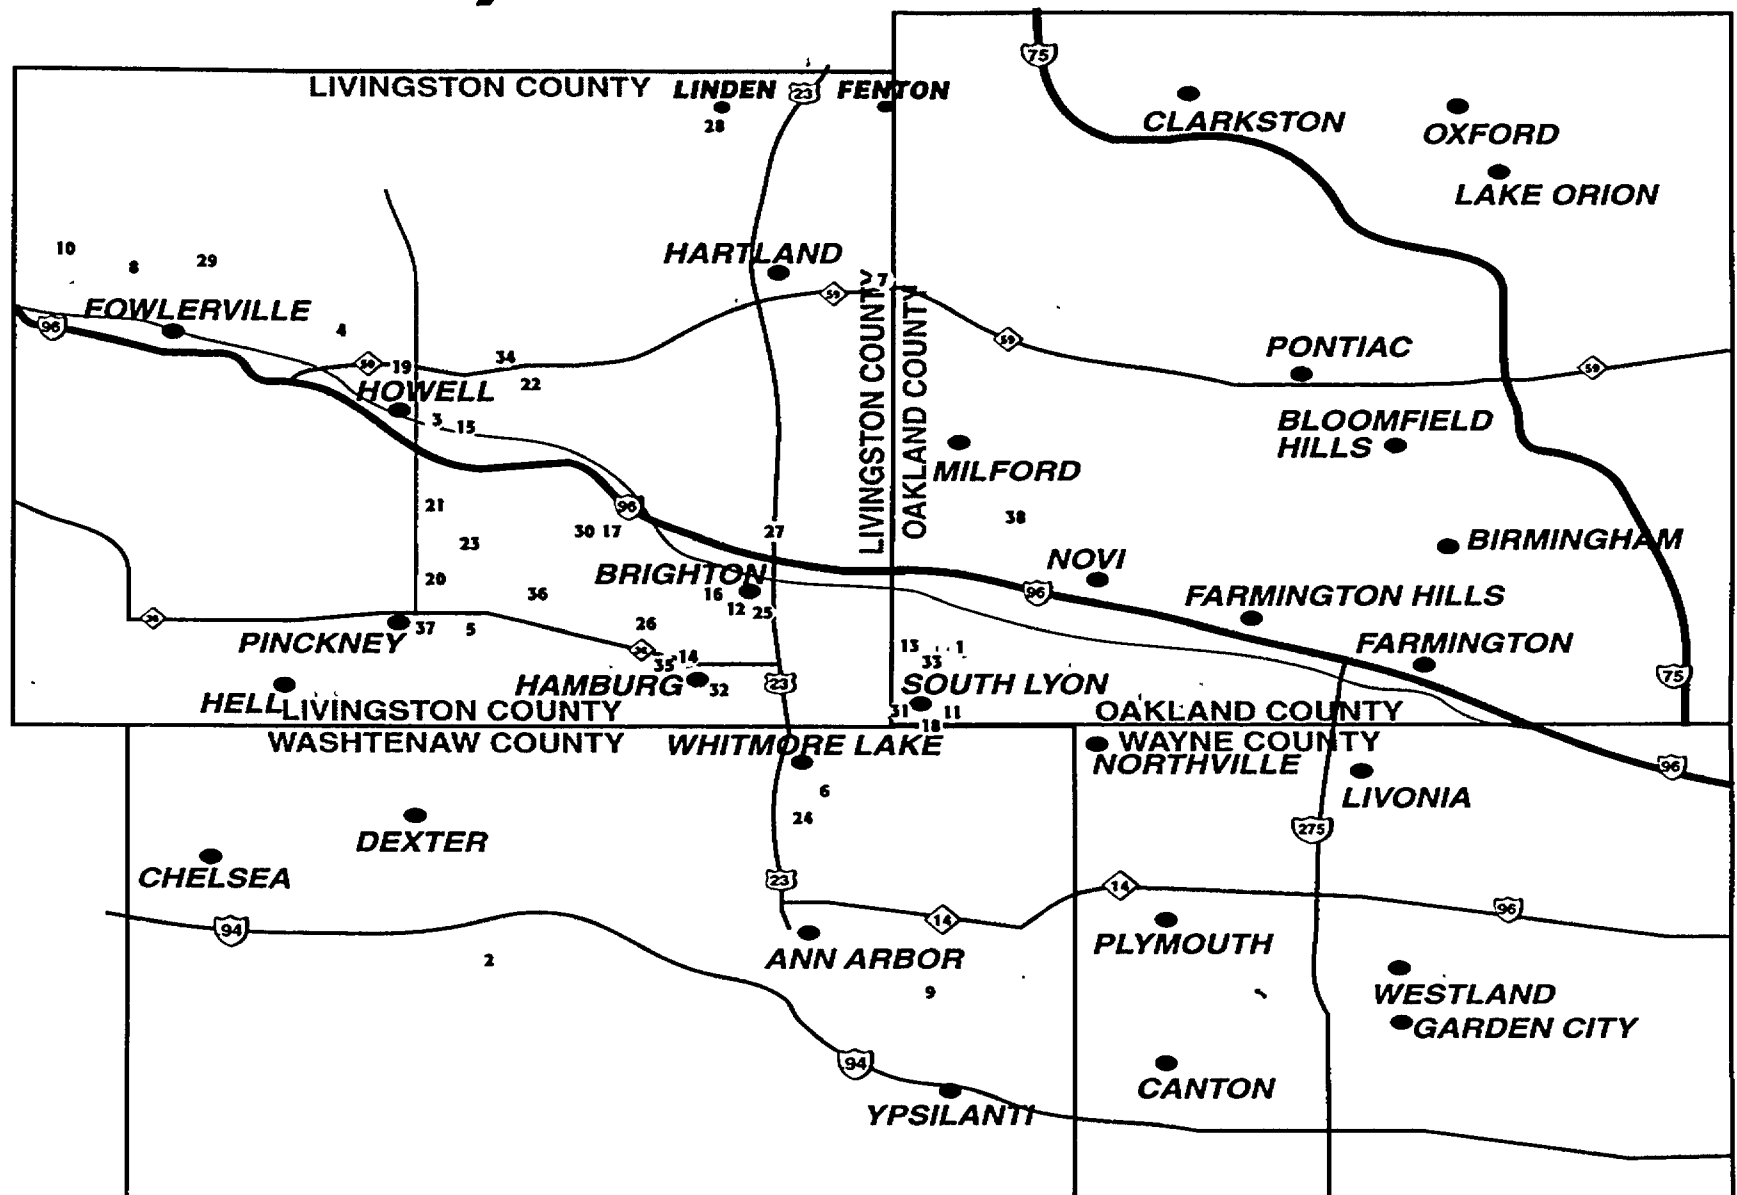 75
LIVINGSTON COUNTY LINDEN 23 FENTON
28
CLARKSTON
OXFORD
LAKE ORION
10
8
29
HARTLAND
7
59
FOWLERVILLE
96
4
59
19
34
22
HOWELL
3
15
59
PONTIAC
59
BLOOMFIELD
HILLS
MILFORD
LIVINGSTON COUNTY
OAKLAND COUNTY
21
96
30 17
27
38
23
BIRMINGHAM
NOVI
20
BRIGHTON
36
16
12
25
96
FARMINGTON HILLS
36
PINCKNEY
37
5
26
36
35
14
13
33
1
FARMINGTON
75
HELL
HAMBURG
32
23
SOUTH LYON
31
11
18
LIVINGSTON COUNTY
OAKLAND COUNTY
WASHTENAW COUNTY
WHITMORE LAKE
WAYNE COUNTY
NORTHVILLE
96
6
LIVONIA
24
275
DEXTER
CHELSEA
23
14
94
14
96
2
ANN ARBOR
PLYMOUTH
9
WESTLAND
GARDEN CITY
94
CANTON
YPSILANTI